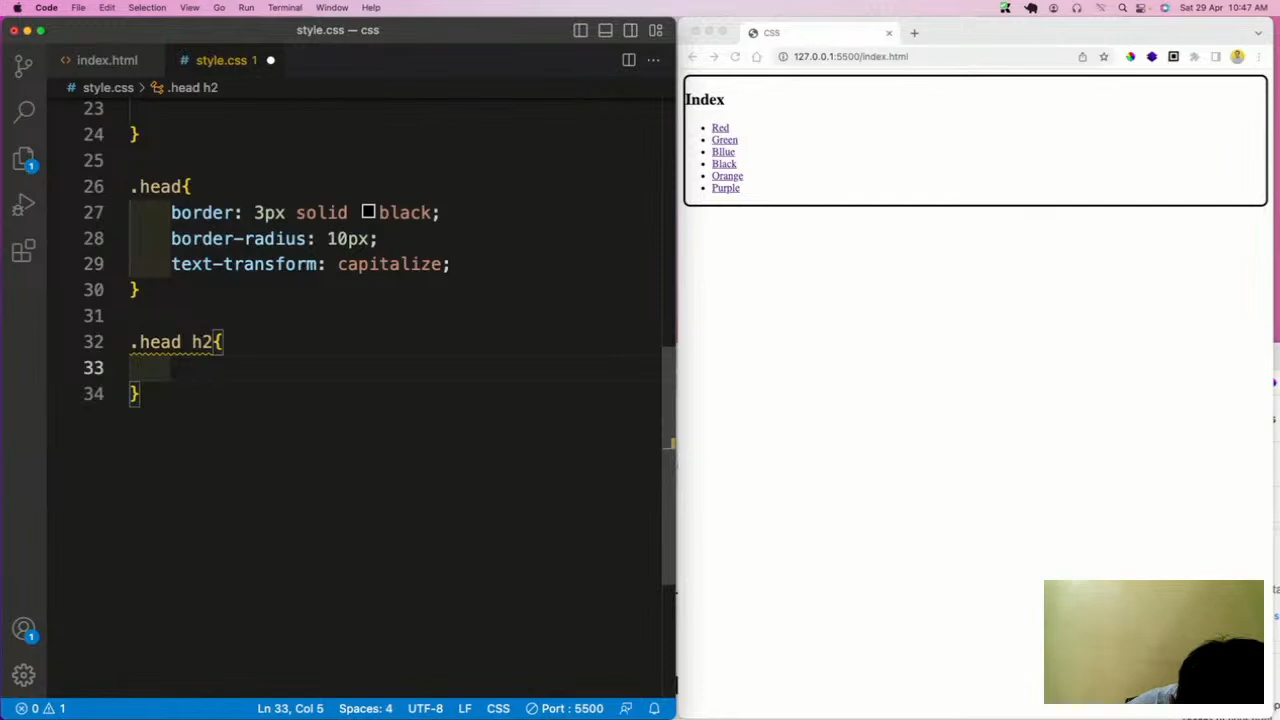 Code File Edit Selection View Go Run Terminal Window Help
Sat 29 Apr 10:47 AM
style.css — css
index.html
style.css 1
style.css > .head h2
23
24 }
25
26 .head{
27 border: 3px solid black;
28 border-radius: 10px;
29 text-transform: capitalize;
30 }
31
32 .head h2{
33
34 }
0 1 Ln 33, Col 5 Spaces: 4 UTF-8 LF CSS Port : 5500
1
1
CSS
127.0.0.1:5500/index.html
Index
Red
Green
Bllue
Black
Orange
Purple